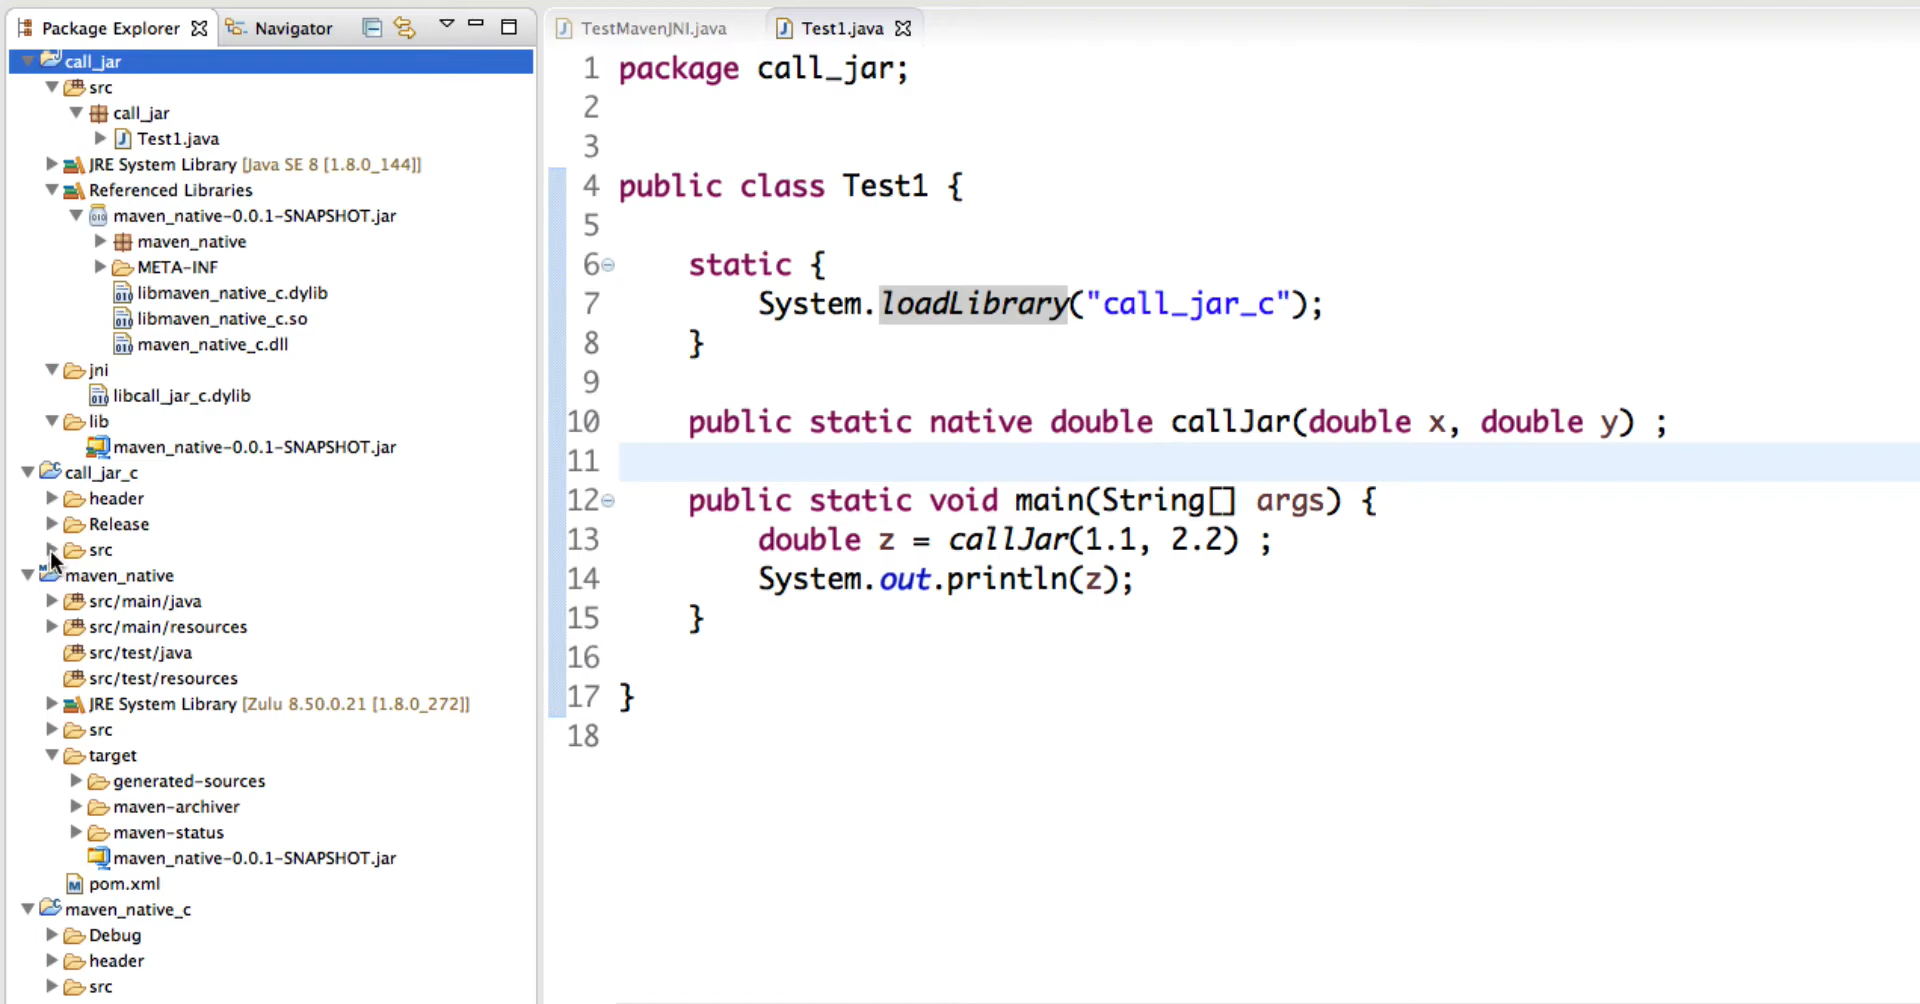 Package Explorer Navigator
call_jar
src
call_jar
Test1.java
JRE System Library [Java SE 8 [1.8.0_144]]
Referenced Libraries
maven_native-0.0.1-SNAPSHOT.jar
maven_native
META-INF
libmaven_native_c.dylib
libmaven_native_c.so
maven_native_c.dll
jni
libcall_jar_c.dylib
lib
maven_native-0.0.1-SNAPSHOT.jar
call_jar_c
header
Release
src
maven_native
src/main/java
src/main/resources
src/test/java
src/test/resources
JRE System Library [Zulu 8.50.0.21 [1.8.0_272]]
src
target
generated-sources
maven-archiver
maven-status
maven_native-0.0.1-SNAPSHOT.jar
pom.xml
maven_native_c
Debug
header
src
TestMavenJNI.java Test1.java
1 package call_jar;
2
3
4 public class Test1 {
5
6 static {
7 System.loadLibrary("call_jar_c");
8 }
9
10 public static native double callJar(double x, double y) ;
11
12 public static void main(String[] args) {
13 double z = callJar(1.1, 2.2) ;
14 System.out.println(z);
15 }
16
17 }
18